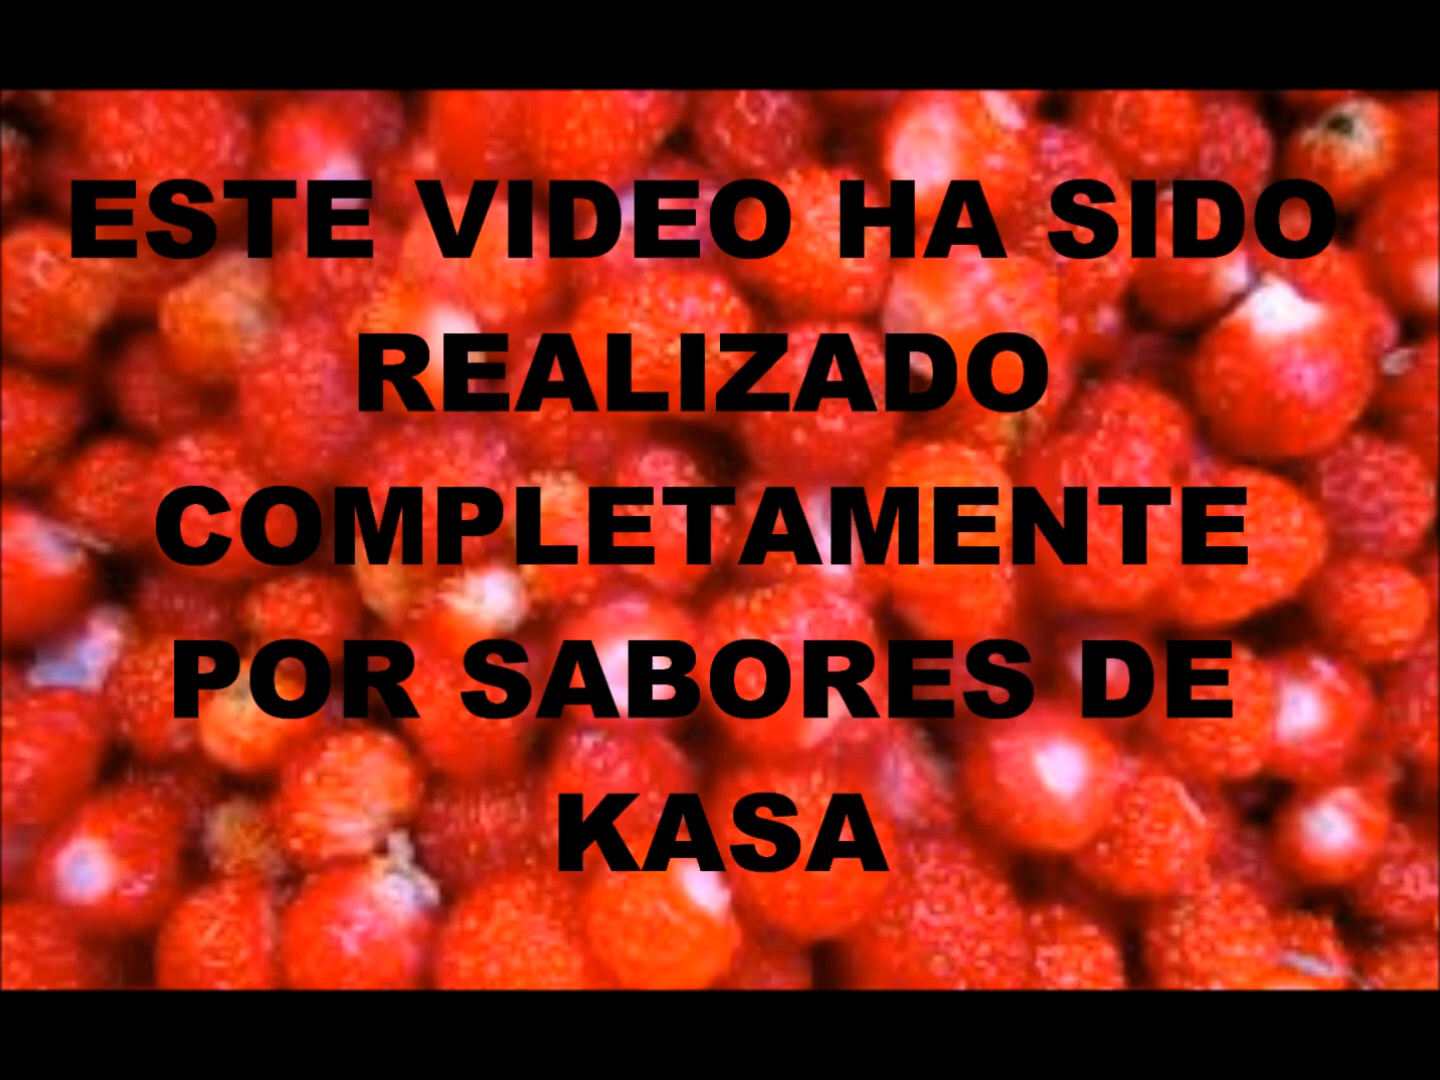 ESTE VIDEO HA SIDO
REALIZADO
COMPLETAMENTE
POR SABORES DE
KASA